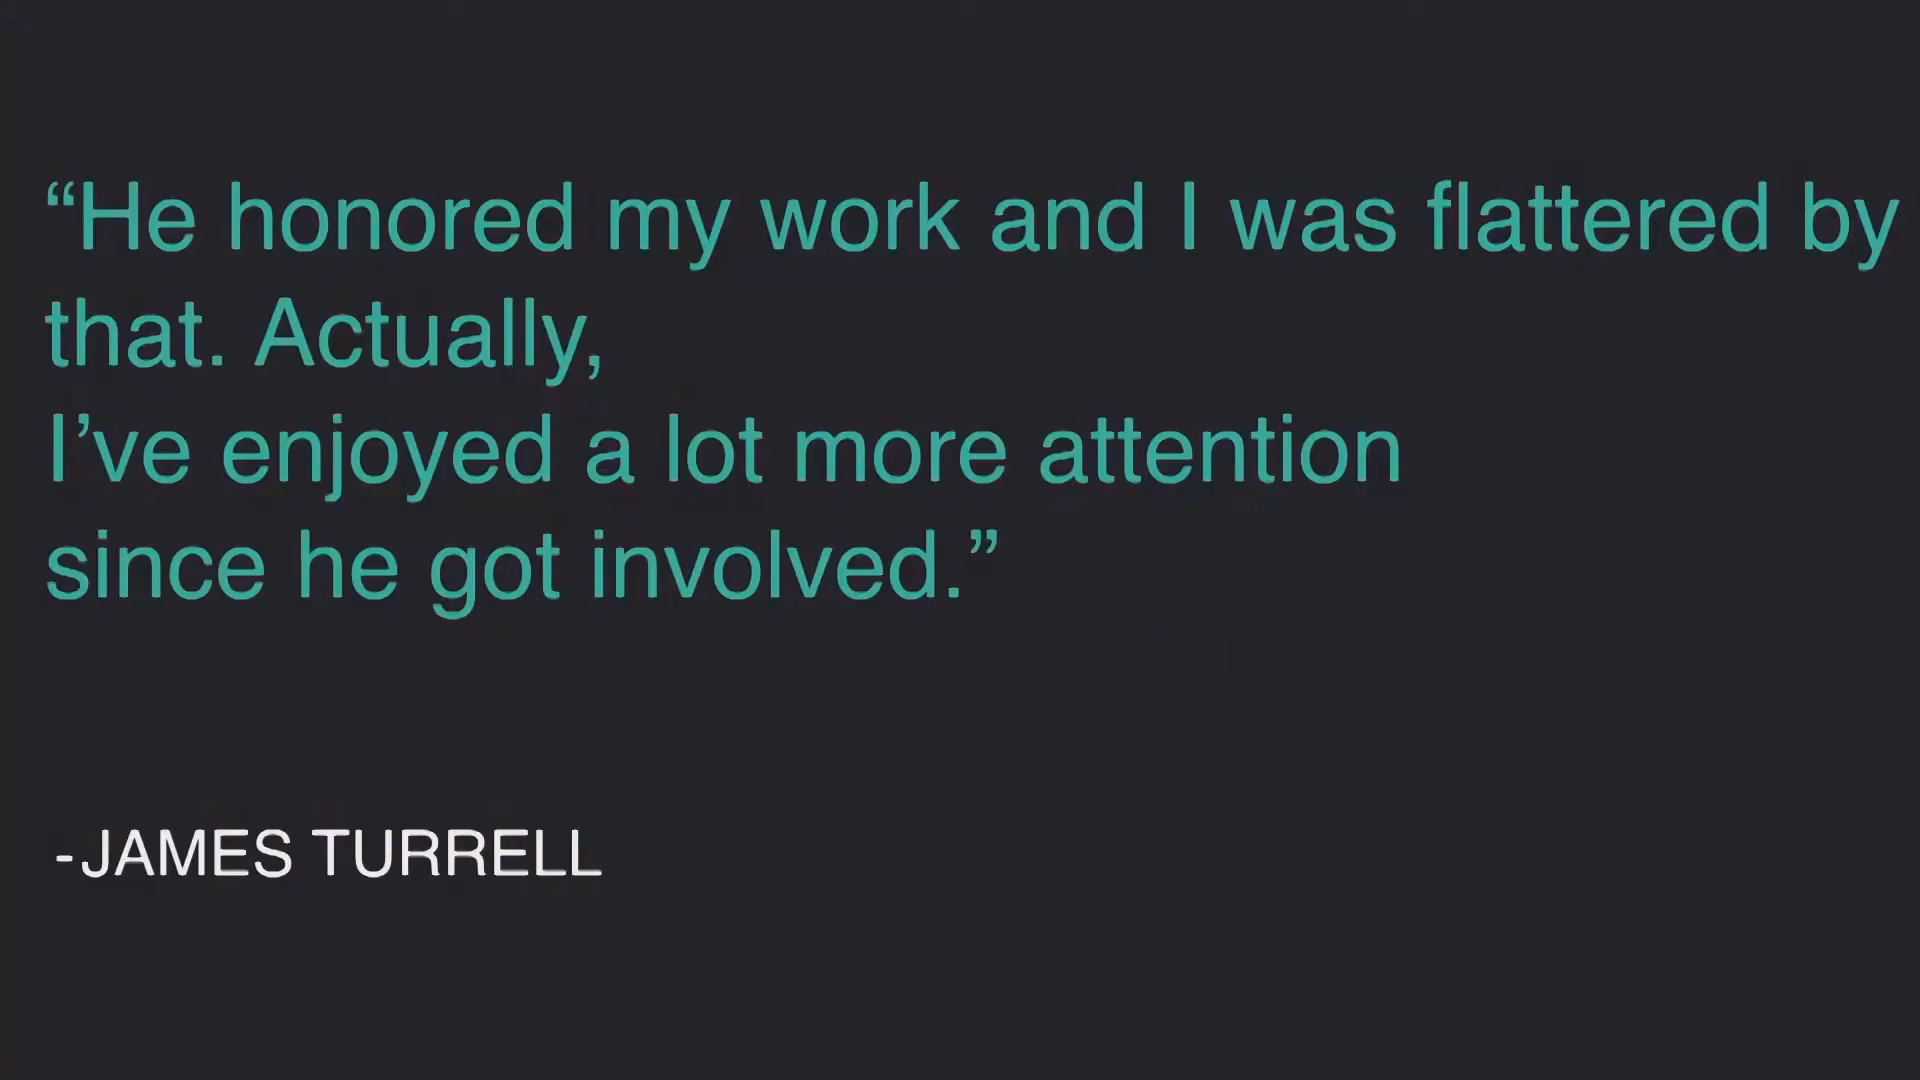 “He honored my work and I was flattered by
that. Actually,
I’ve enjoyed a lot more attention
since he got involved.”
-JAMES TURRELL